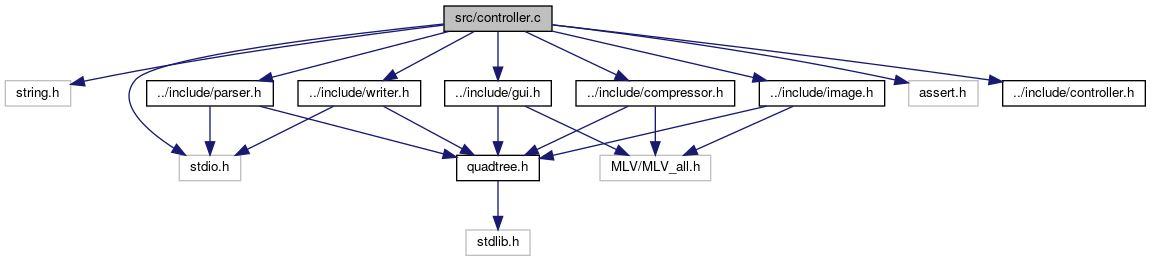 src/controller.c
string.h
../include/parser.h
../include/writer.h
../include/gui.h
../include/compressor.h
../include/image.h
assert.h
../include/controller.h
stdio.h
quadtree.h
MLV/MLV_all.h
stdlib.h